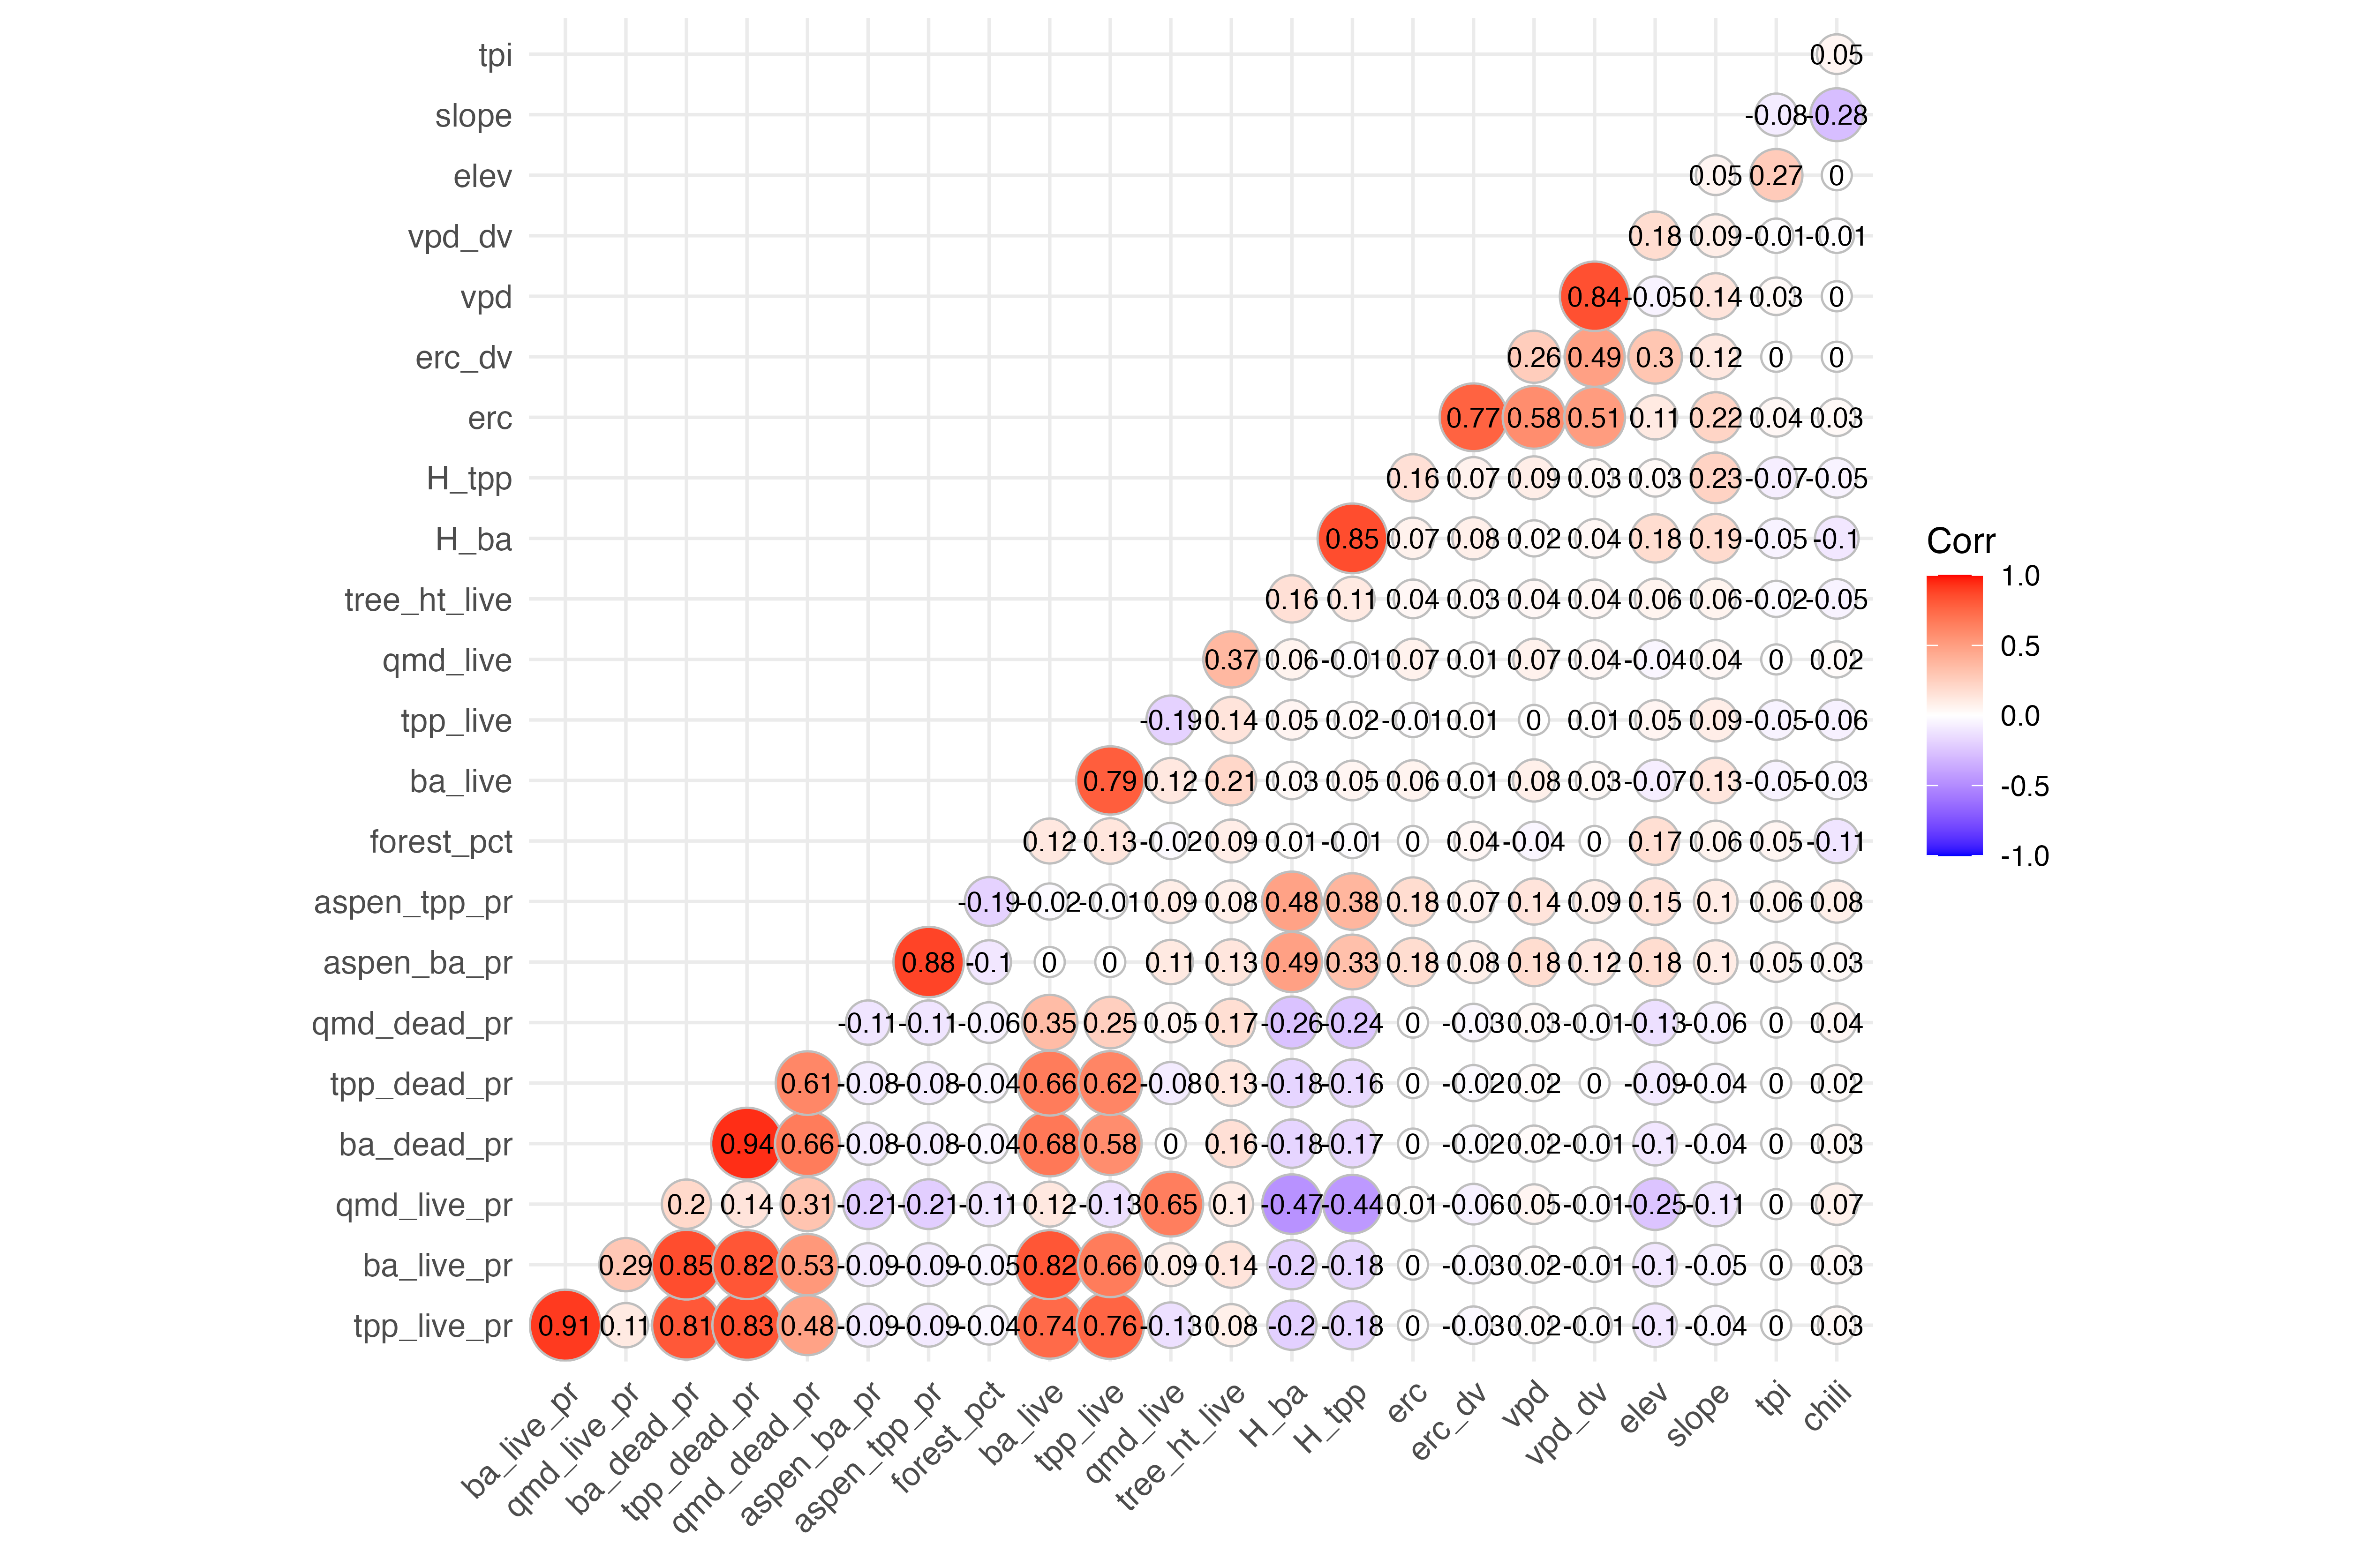 tpi 0.05
slope -0.08 -0.28
elev 0.05 0.27 0
vpd_dv 0.18 0.09 -0.01 -0.01
vpd 0.84 -0.05 0.14 0.03 0
erc_dv 0.26 0.49 0.3 0.12 0 0
erc 0.77 0.58 0.51 0.11 0.22 0.04 0.03
H_tpp 0.16 0.07 0.09 0.03 0.03 0.23 -0.07 -0.05
H_ba 0.85 0.07 0.08 0.02 0.04 0.18 0.19 -0.05 -0.1
tree_ht_live 0.16 0.11 0.04 0.03 0.04 0.04 0.06 0.06 -0.02 -0.05
qmd_live 0.37 0.06 -0.01 0.07 0.01 0.07 0.04 -0.04 0.04 0 0.02
tpp_live -0.19 0.14 0.05 0.02 -0.01 0.01 0 0.01 0.05 0.09 -0.05 -0.06
ba_live 0.79 0.12 0.21 0.03 0.05 0.06 0.01 0.08 0.03 -0.07 0.13 -0.05 -0.03
forest_pct 0.12 0.13 -0.02 0.09 0.01 -0.01 0 0.04 -0.04 0 0.17 0.06 0.05 -0.11
aspen_tpp_pr -0.19 -0.02 -0.01 0.09 0.08 0.48 0.38 0.18 0.07 0.14 0.09 0.15 0.1 0.06 0.08
aspen_ba_pr 0.88 -0.1 0 0 0.11 0.13 0.49 0.33 0.18 0.08 0.18 0.12 0.18 0.1 0.05 0.03
qmd_dead_pr -0.11 -0.11 -0.06 0.35 0.25 0.05 0.17 -0.26 -0.24 0 -0.03 0.03 -0.01 -0.13 -0.06 0 0.04
tpp_dead_pr 0.61 -0.08 -0.08 -0.04 0.66 0.62 -0.08 0.13 -0.18 -0.16 0 -0.02 0.02 0 -0.09 -0.04 0 0.02
ba_dead_pr 0.94 0.66 -0.08 -0.08 -0.04 0.68 0.58 0 0.16 -0.18 -0.17 0 -0.02 0.02 -0.01 -0.1 -0.04 0 0.03
qmd_live_pr 0.2 0.14 0.31 -0.21 -0.21 -0.11 0.12 -0.13 0.65 0.1 -0.47 -0.44 0.01 -0.06 0.05 -0.01 -0.25 -0.11 0 0.07
ba_live_pr 0.29 0.85 0.82 0.53 -0.09 -0.09 -0.05 0.82 0.66 0.09 0.14 -0.2 -0.18 0 -0.03 0.02 -0.01 -0.1 -0.05 0 0.03
tpp_live_pr 0.91 0.11 0.81 0.83 0.48 -0.09 -0.09 -0.04 0.74 0.76 -0.13 0.08 -0.2 -0.18 0 -0.03 0.02 -0.01 -0.1 -0.04 0 0.03
ba_live_pr
qmd_live_pr
ba_dead_pr
tpp_dead_pr
qmd_dead_pr
aspen_ba_pr
aspen_tpp_pr
forest_pct
ba_live
tpp_live
qmd_live
tree_ht_live
H_ba
H_tpp
erc
erc_dv
vpd
vpd_dv
elev
slope
tpi
chili
Corr
1.0
0.5
0.0
-0.5
-1.0